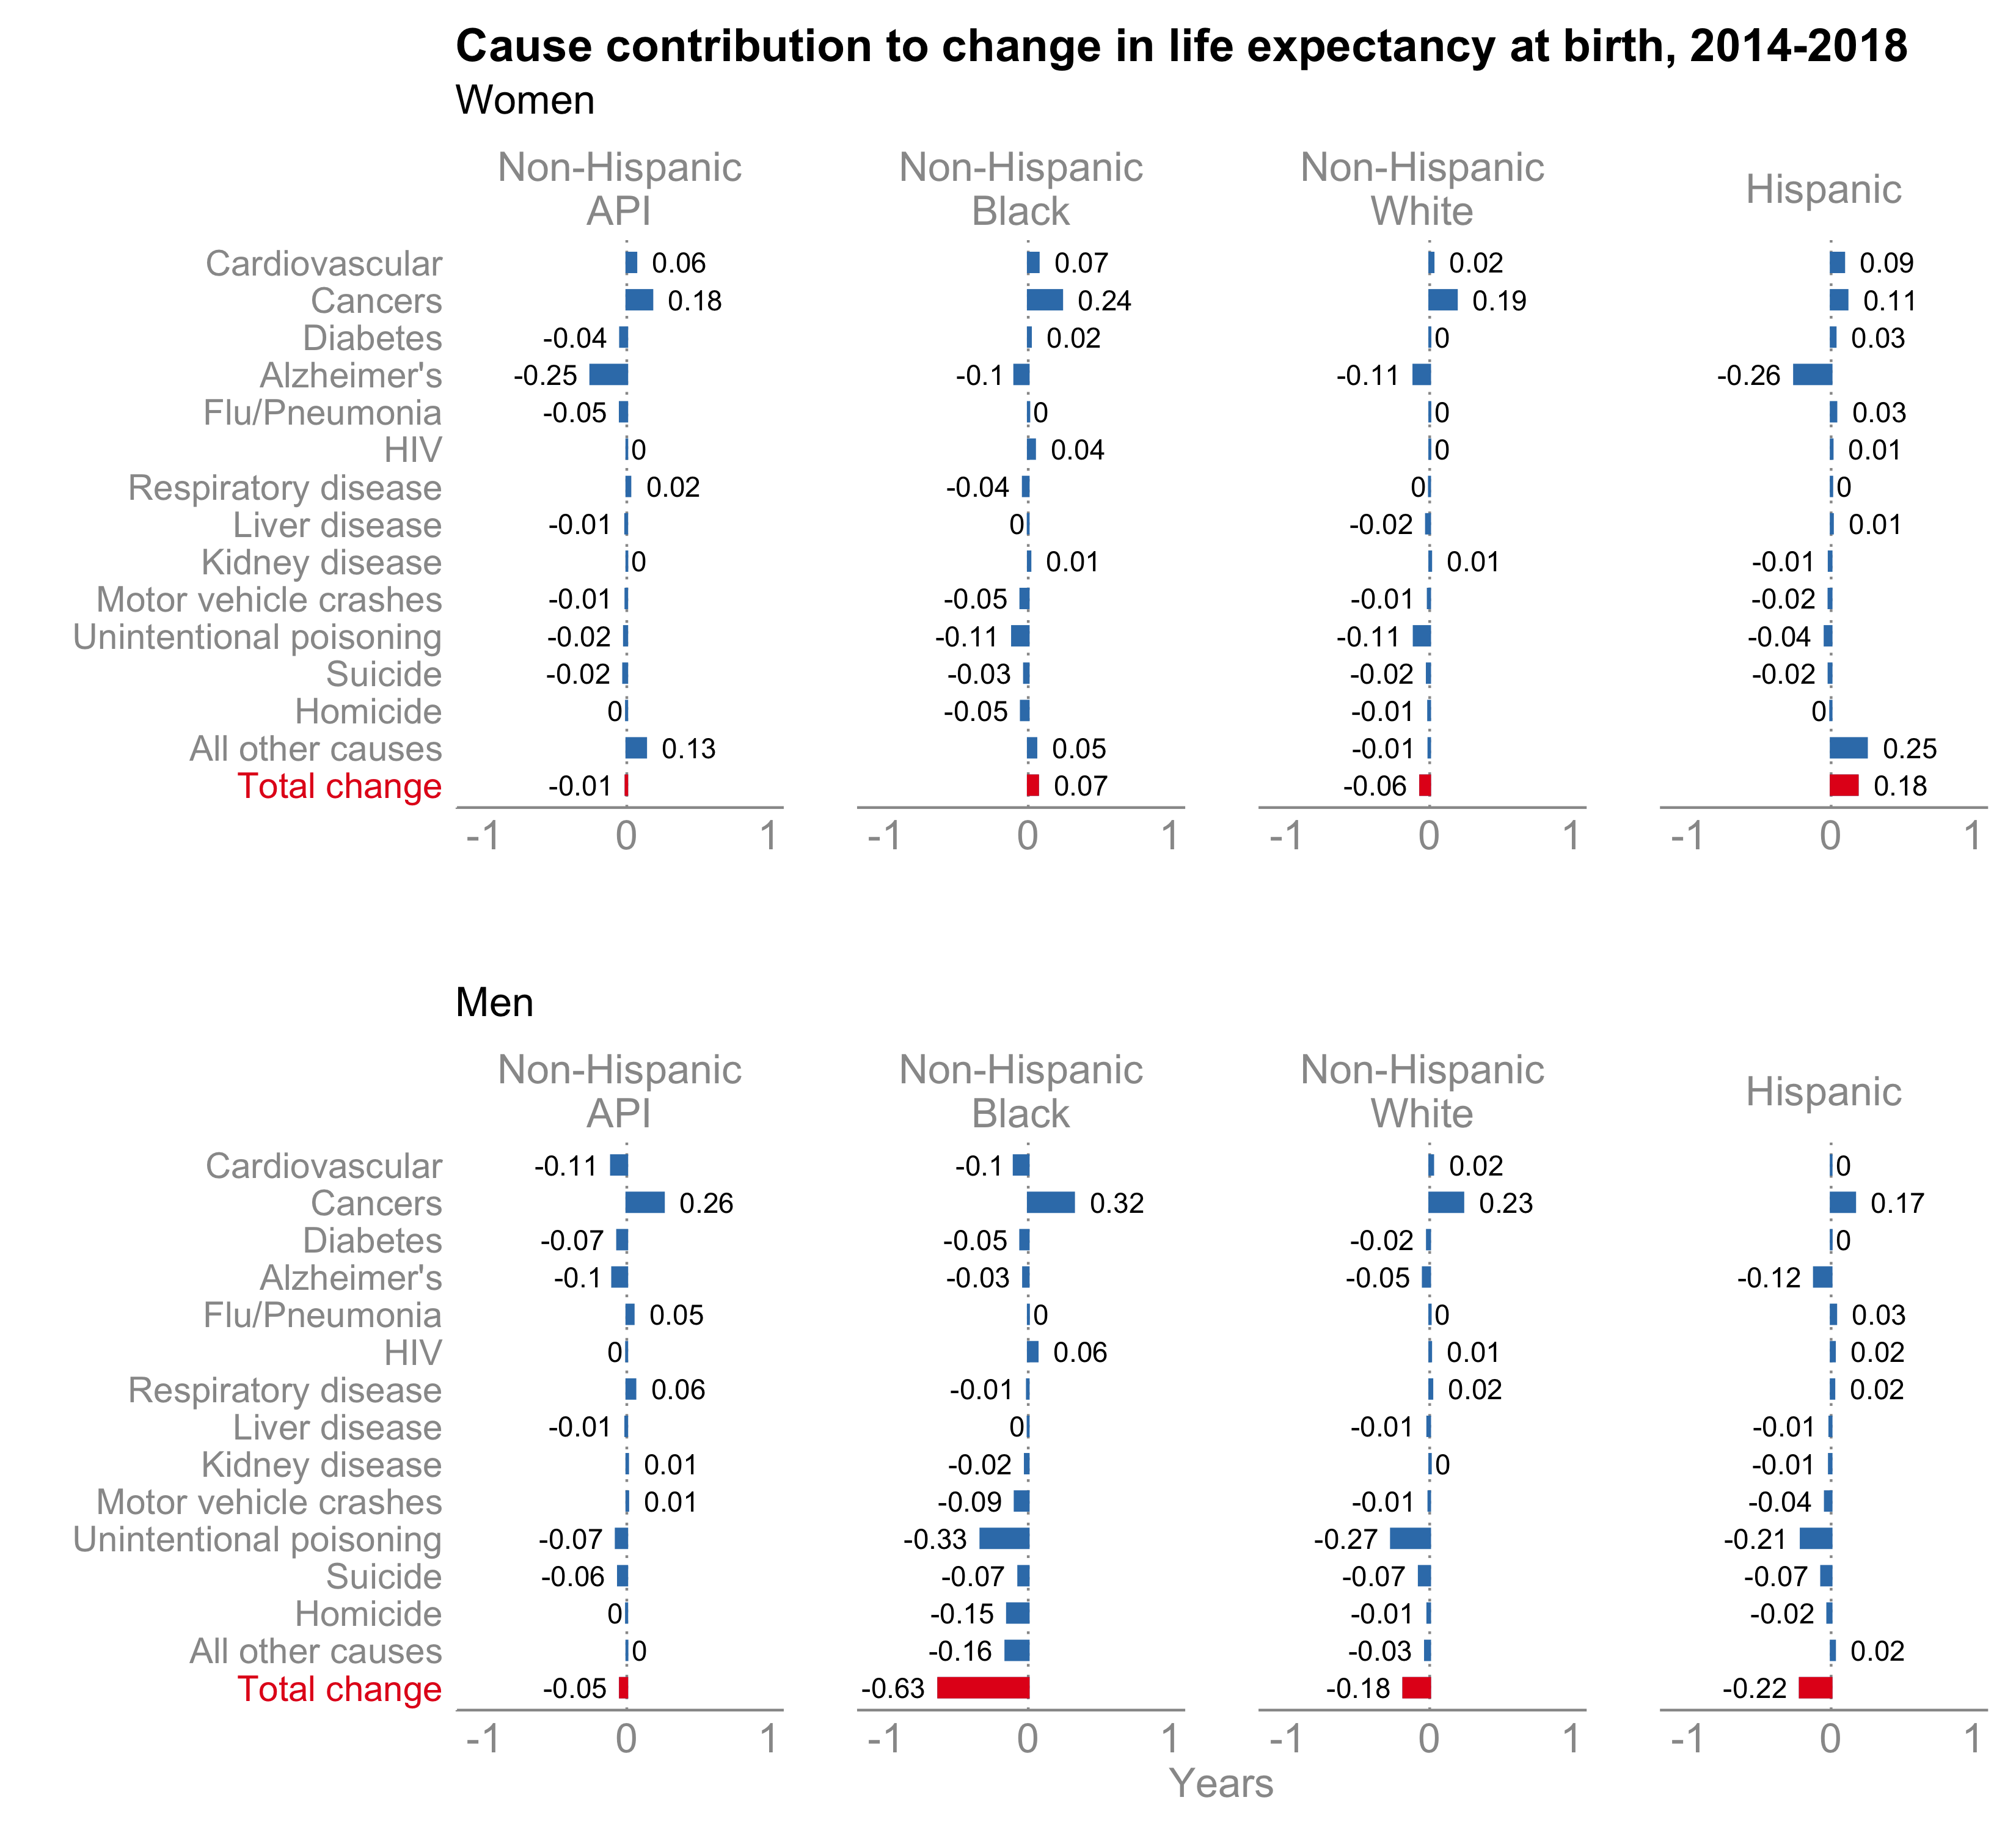 Cause contribution to change in life expectancy at birth, 2014-2018
Women
Non-Hispanic API Non-Hispanic Black Non-Hispanic White Hispanic
Cardiovascular 0.06 0.07 0.02 0.09
Cancers 0.18 0.24 0.19 0.11
Diabetes -0.04 0.02 0 0.03
Alzheimer's -0.25 -0.1 -0.11 -0.26
Flu/Pneumonia -0.05 0 0 0.03
HIV 0 0.04 0 0.01
Respiratory disease 0.02 -0.04 0 0
Liver disease -0.01 0 -0.02 0.01
Kidney disease 0 0.01 0.01 -0.01
Motor vehicle crashes -0.01 -0.05 -0.01 -0.02
Unintentional poisoning -0.02 -0.11 -0.11 -0.04
Suicide -0.02 -0.03 -0.02 -0.02
Homicide 0 -0.05 -0.01 0
All other causes 0.13 0.05 -0.01 0.25
Total change -0.01 0.07 -0.06 0.18
-1 0 1 -1 0 1 -1 0 1 -1 0 1
Men
Non-Hispanic API Non-Hispanic Black Non-Hispanic White Hispanic
Cardiovascular -0.11 -0.1 0.02 0
Cancers 0.26 0.32 0.23 0.17
Diabetes -0.07 -0.05 -0.02 0
Alzheimer's -0.1 -0.03 -0.05 -0.12
Flu/Pneumonia 0.05 0 0 0.03
HIV 0 0.06 0.01 0.02
Respiratory disease 0.06 -0.01 0.02 0.02
Liver disease -0.01 0 -0.01 -0.01
Kidney disease 0.01 -0.02 0 -0.01
Motor vehicle crashes 0.01 -0.09 -0.01 -0.04
Unintentional poisoning -0.07 -0.33 -0.27 -0.21
Suicide -0.06 -0.07 -0.07 -0.07
Homicide 0 -0.15 -0.01 -0.02
All other causes 0 -0.16 -0.03 0.02
Total change -0.05 -0.63 -0.18 -0.22
-1 0 1 -1 0 1 -1 0 1 -1 0 1
Years